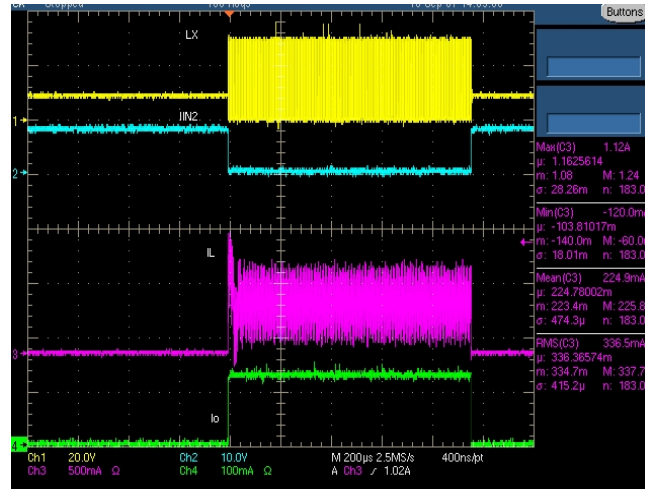 Buttons
LX
1
IIN2
2
IL
3
Io
4
Max(C3) 1.12A
µ: 1.1625614
m: 1.08 M: 1.24
σ: 28.26m n: 183.0
Min(C3) -120.0m
µ: -103.81017m
m: -140.0m M: -60.0
σ: 18.01m n: 183.0
Mean(C3) 224.9mA
µ: 224.78002m
m: 223.4m M: 225.8
σ: 474.3µ n: 183.0
RMS(C3) 336.5mA
µ: 336.36574m
m: 334.7m M: 337.7
σ: 415.2µ n: 183.0
Ch1 20.0V Ch2 10.0V M 200µs 2.5MS/s 400ns/pt
Ch3 500mA Ω Ch4 100mA Ω A Ch3 / 1.02A